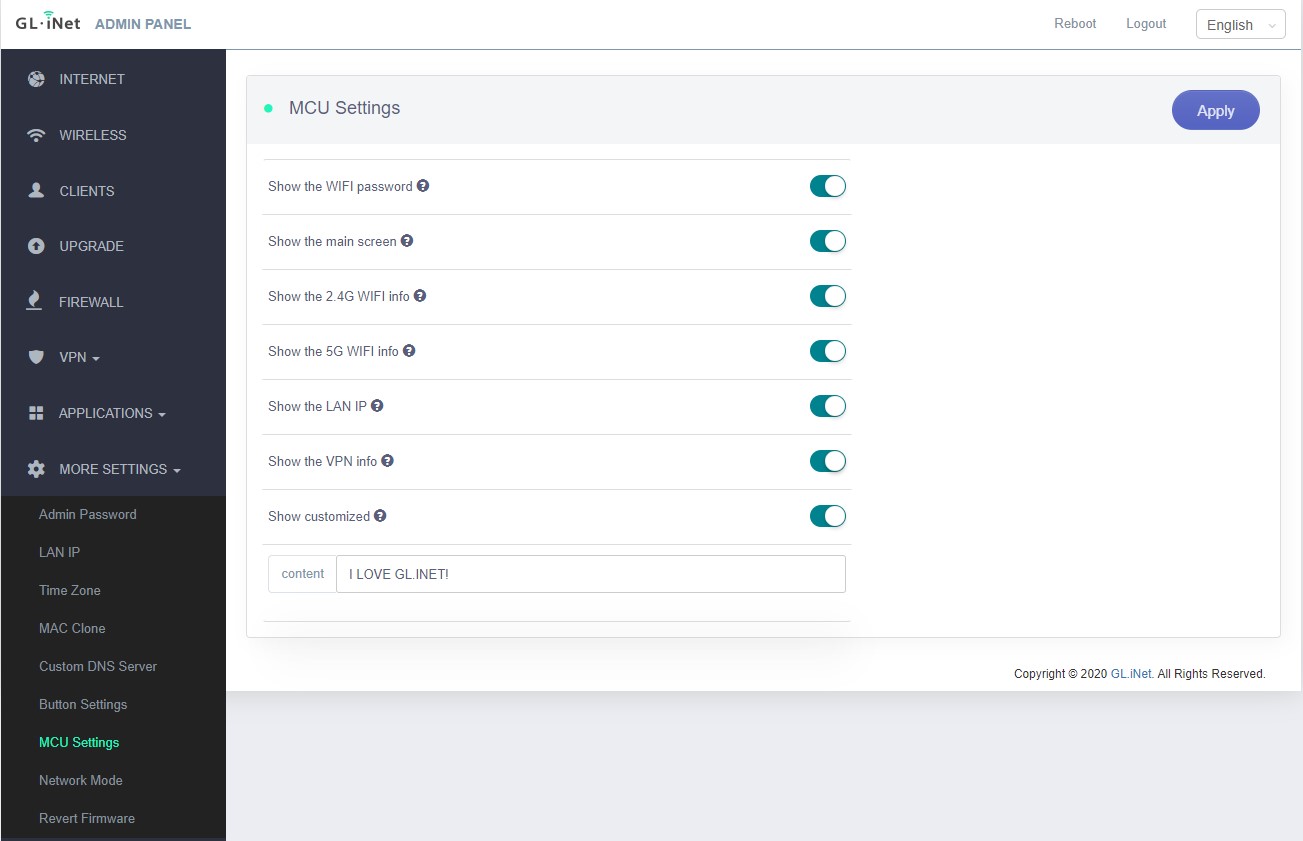 GL·iNet ADMIN PANEL
Reboot
Logout
English
INTERNET
WIRELESS
CLIENTS
UPGRADE
FIREWALL
VPN
APPLICATIONS
MORE SETTINGS
Admin Password
LAN IP
Time Zone
MAC Clone
Custom DNS Server
Button Settings
MCU Settings
Network Mode
Revert Firmware
MCU Settings
Apply
Show the WIFI password ?
Show the main screen ?
Show the 2.4G WIFI info ?
Show the 5G WIFI info ?
Show the LAN IP ?
Show the VPN info ?
Show customized ?
content I LOVE GL.INET!
Copyright © 2020 GL.iNet. All Rights Reserved.